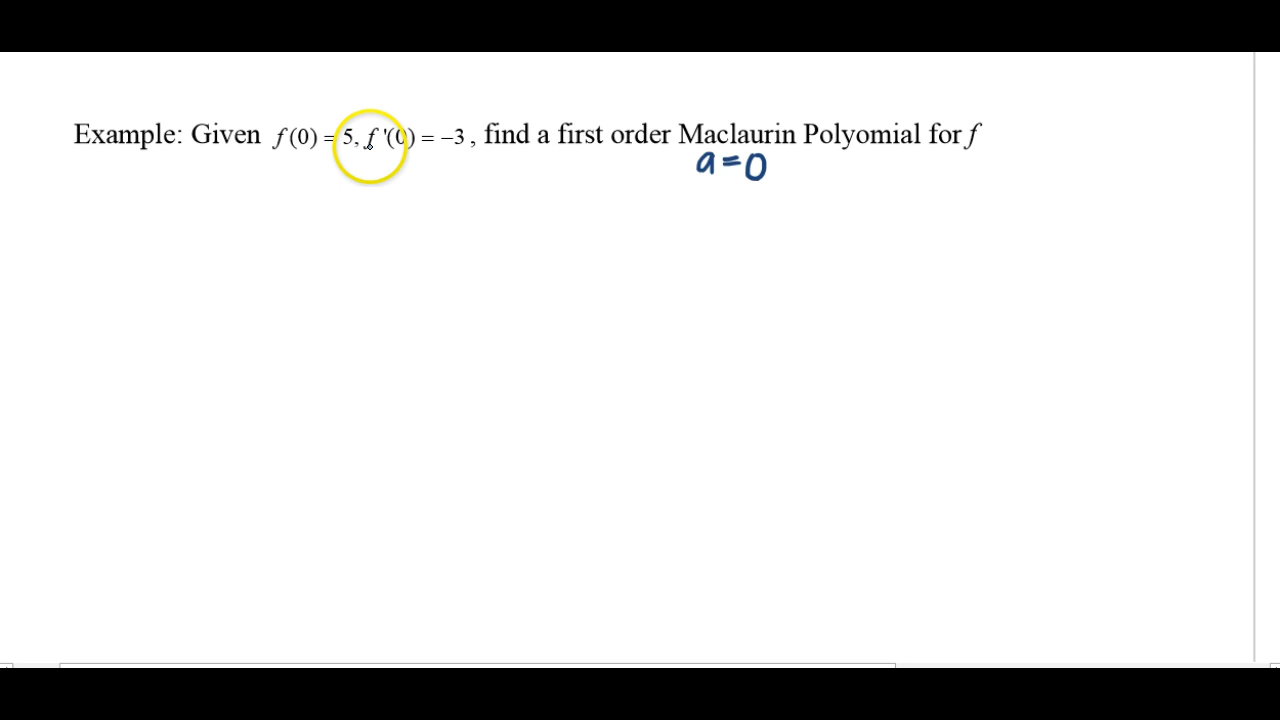 Example: Given f(0) = 5, f '(0) = −3, find a first order Maclaurin Polyomial for f
a=0